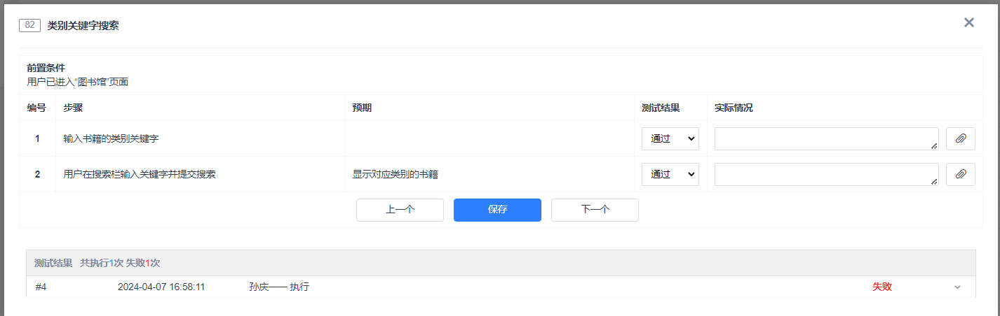 82 类别关键字搜索
前置条件
用户已进入“图书馆”页面
编号 步骤 预期 测试结果 实际情况
1 输入书籍的类别关键字 通过
2 用户在搜索栏输入关键字并提交搜索 显示对应类别的书籍 通过
上一个 保存 下一个
测试结果 共执行1次 失败1次
#4 2024-04-07 16:58:11 孙庆—— 执行 失败